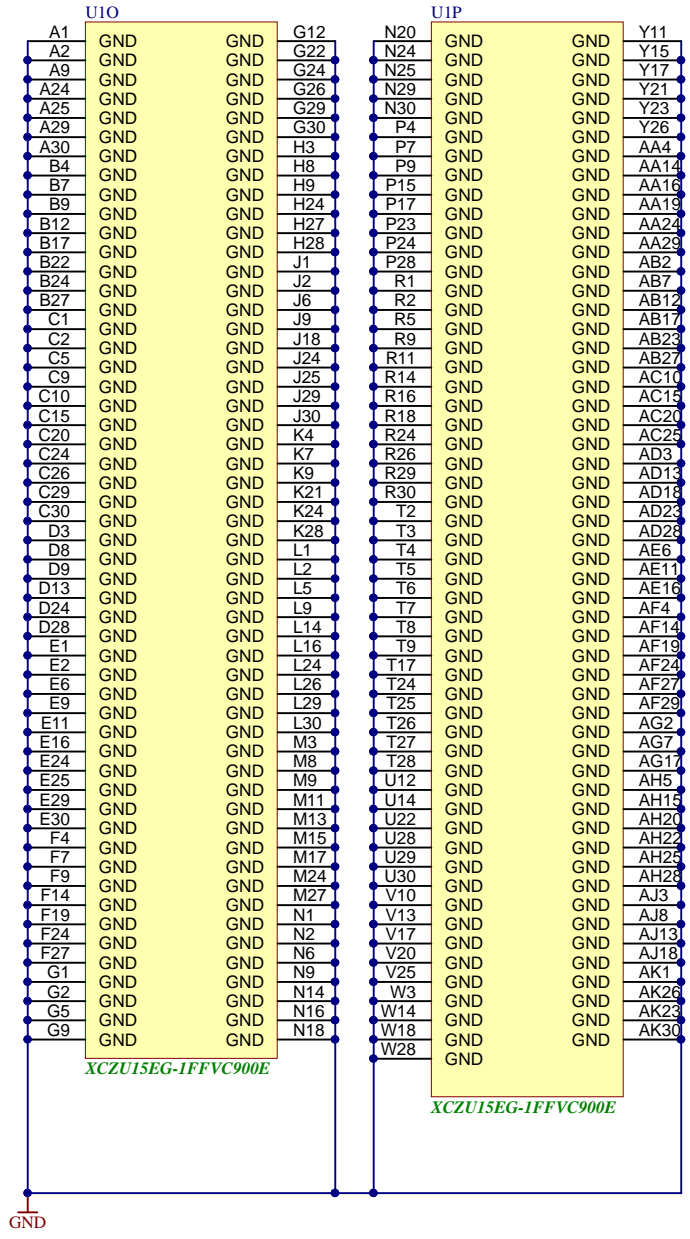 U1O
A1 GND GND G12
A2 GND GND G22
A9 GND GND G24
A24 GND GND G26
A25 GND GND G29
A29 GND GND G30
A30 GND GND H3
B4 GND GND H8
B7 GND GND H9
B9 GND GND H24
B12 GND GND H27
B17 GND GND H28
B22 GND GND J1
B24 GND GND J2
B27 GND GND J6
C1 GND GND J9
C2 GND GND J18
C5 GND GND J24
C9 GND GND J25
C10 GND GND J29
C15 GND GND J30
C20 GND GND K4
C24 GND GND K7
C26 GND GND K9
C29 GND GND K21
C30 GND GND K24
D3 GND GND K28
D8 GND GND L1
D9 GND GND L2
D13 GND GND L5
D24 GND GND L9
D28 GND GND L14
E1 GND GND L16
E2 GND GND L24
E6 GND GND L26
E9 GND GND L29
E11 GND GND L30
E16 GND GND M3
E24 GND GND M8
E25 GND GND M9
E29 GND GND M11
E30 GND GND M13
F4 GND GND M15
F7 GND GND M17
F9 GND GND M24
F14 GND GND M27
F19 GND GND N1
F24 GND GND N2
F27 GND GND N6
G1 GND GND N9
G2 GND GND N14
G5 GND GND N16
G9 GND GND N18
XCZU15EG-1FFVC900E
U1P
N20 GND GND Y11
N24 GND GND Y15
N25 GND GND Y17
N29 GND GND Y21
N30 GND GND Y23
P4 GND GND Y26
P7 GND GND AA4
P9 GND GND AA14
P15 GND GND AA16
P17 GND GND AA19
P23 GND GND AA24
P24 GND GND AA29
P28 GND GND AB2
R1 GND GND AB7
R2 GND GND AB12
R5 GND GND AB17
R9 GND GND AB23
R11 GND GND AB27
R14 GND GND AC10
R16 GND GND AC15
R18 GND GND AC20
R24 GND GND AC25
R26 GND GND AD3
R29 GND GND AD13
R30 GND GND AD18
T2 GND GND AD23
T3 GND GND AD28
T4 GND GND AE6
T5 GND GND AE11
T6 GND GND AE16
T7 GND GND AF4
T8 GND GND AF14
T9 GND GND AF19
T17 GND GND AF24
T24 GND GND AF27
T25 GND GND AF29
T26 GND GND AG2
T27 GND GND AG7
T28 GND GND AG17
U12 GND GND AH5
U14 GND GND AH15
U22 GND GND AH20
U28 GND GND AH22
U29 GND GND AH25
U30 GND GND AH28
V10 GND GND AJ3
V13 GND GND AJ8
V17 GND GND AJ13
V20 GND GND AJ18
V25 GND GND AK1
W3 GND GND AK26
W14 GND GND AK23
W18 GND GND AK30
W28 GND
XCZU15EG-1FFVC900E
GND